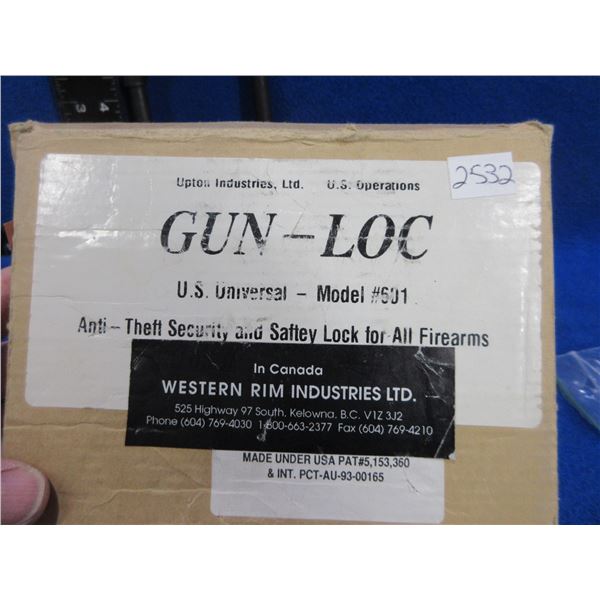 4 3
Upton Industries, Ltd. U.S. Operations
2532
GUN-LOC
U.S. Universal - Model #601
Anti-Theft Security and Saftey Lock for All Firearms
In Canada
WESTERN RIM INDUSTRIES LTD.
525 Highway 97 South, Kelowna, B.C. V1Z 3J2
Phone (604) 769-4030 1-800-663-2377 Fax (604) 769-4210
MADE UNDER USA PAT#5,153,360
& INT. PCT-AU-93-00165